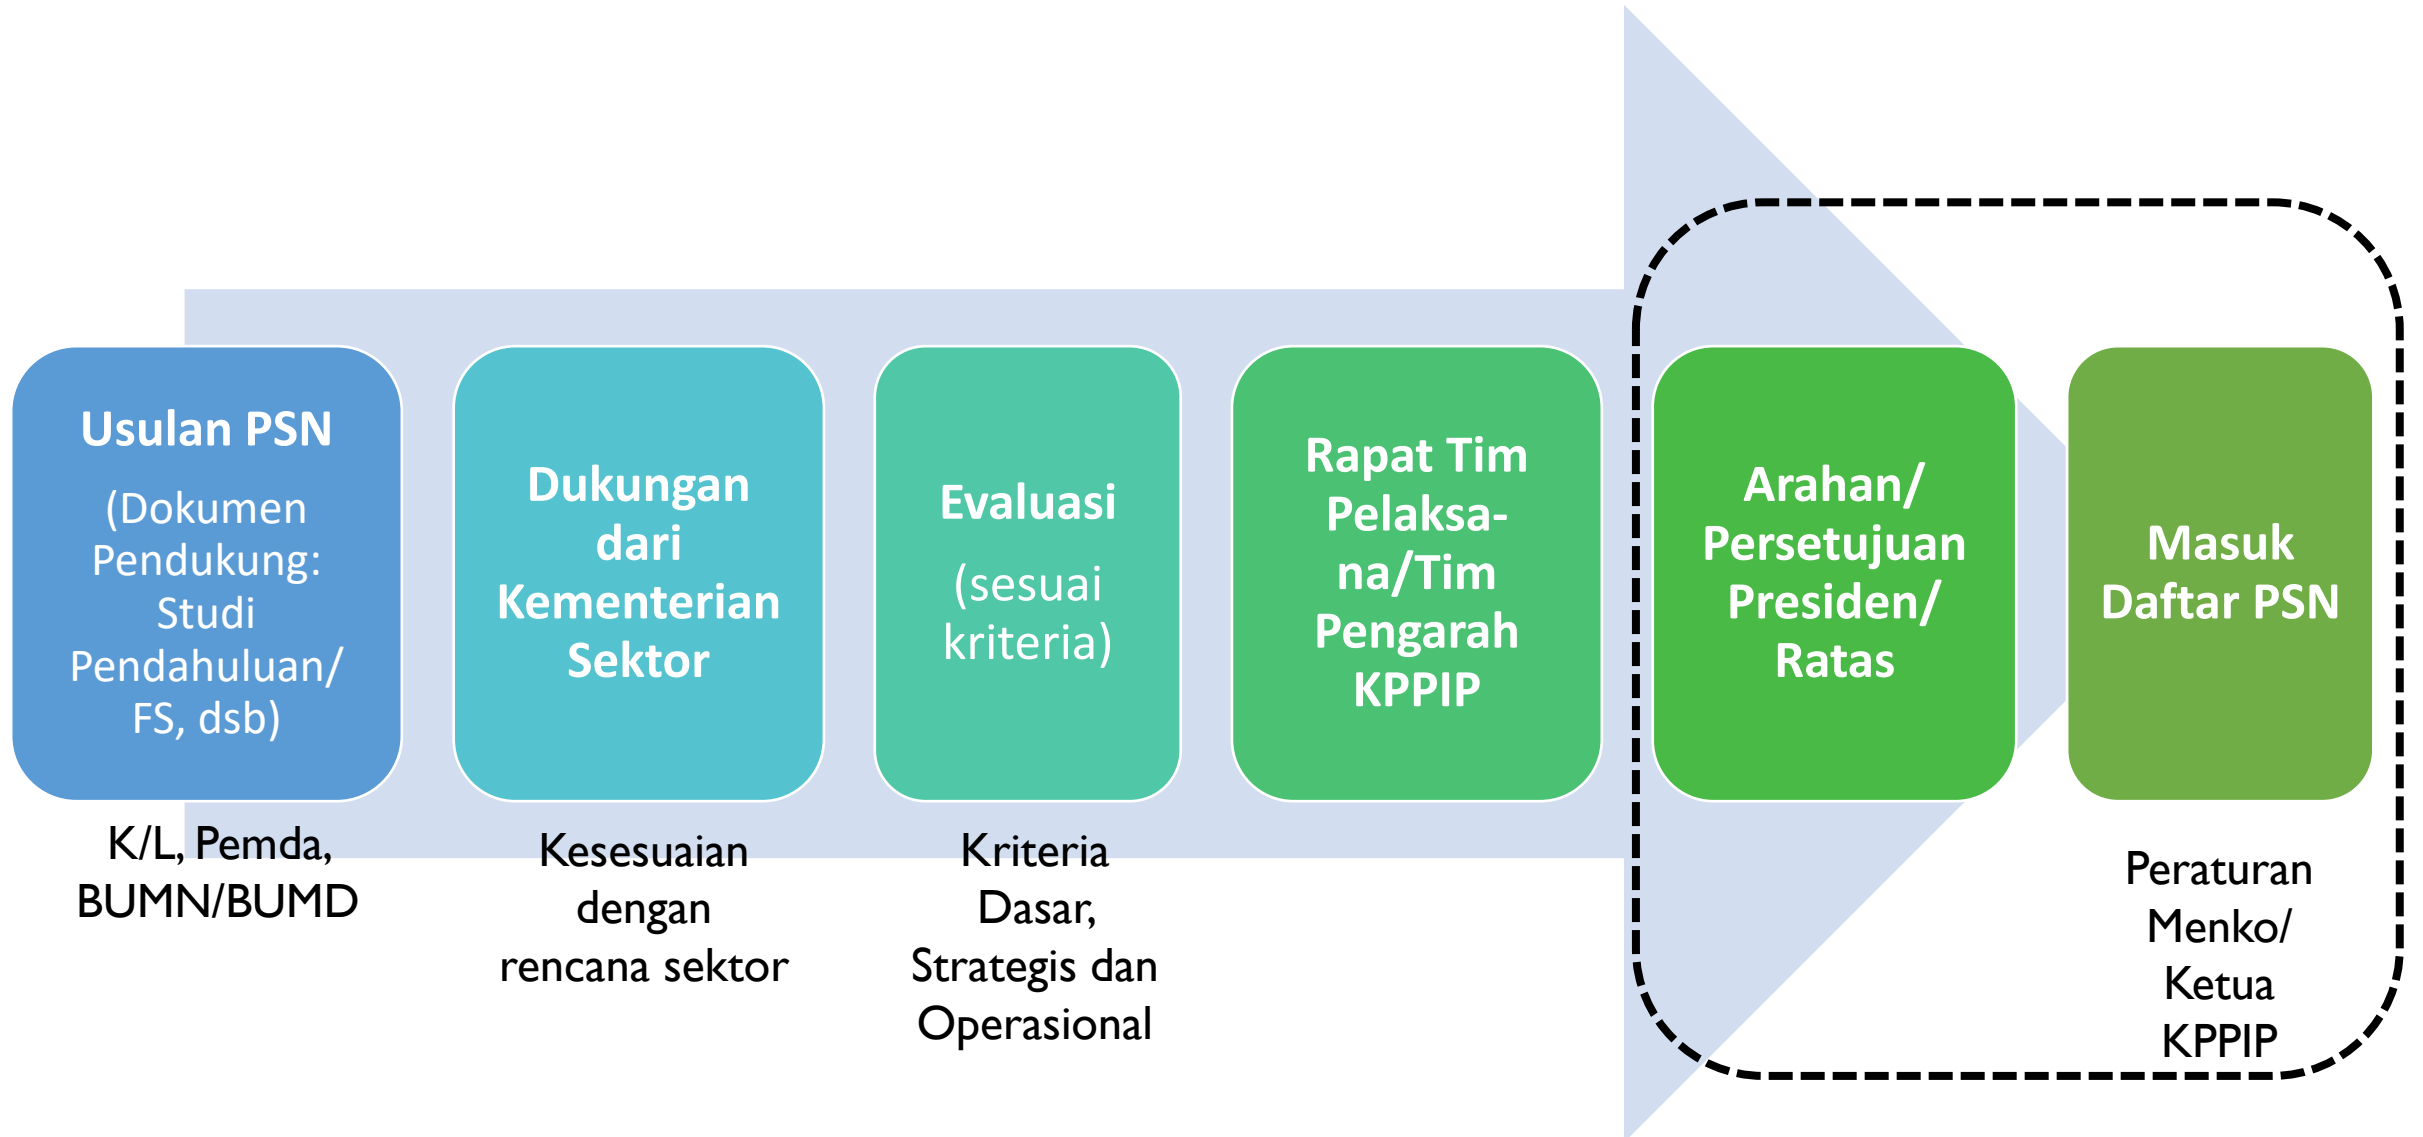 Usulan PSN
(Dokumen
Pendukung:
Studi
Pendahuluan/
FS, dsb)
K/L, Pemda,
BUMN/BUMD
Dukungan
dari
Kementerian
Sektor
Kesesuaian
dengan
rencana sektor
Evaluasi
(sesuai
kriteria)
Kriteria
Dasar,
Strategis dan
Operasional
Rapat Tim
Pelaksa-
na/Tim
Pengarah
KPPIP
Arahan/
Persetujuan
Presiden/
Ratas
Masuk
Daftar PSN
Peraturan
Menko/
Ketua
KPPIP